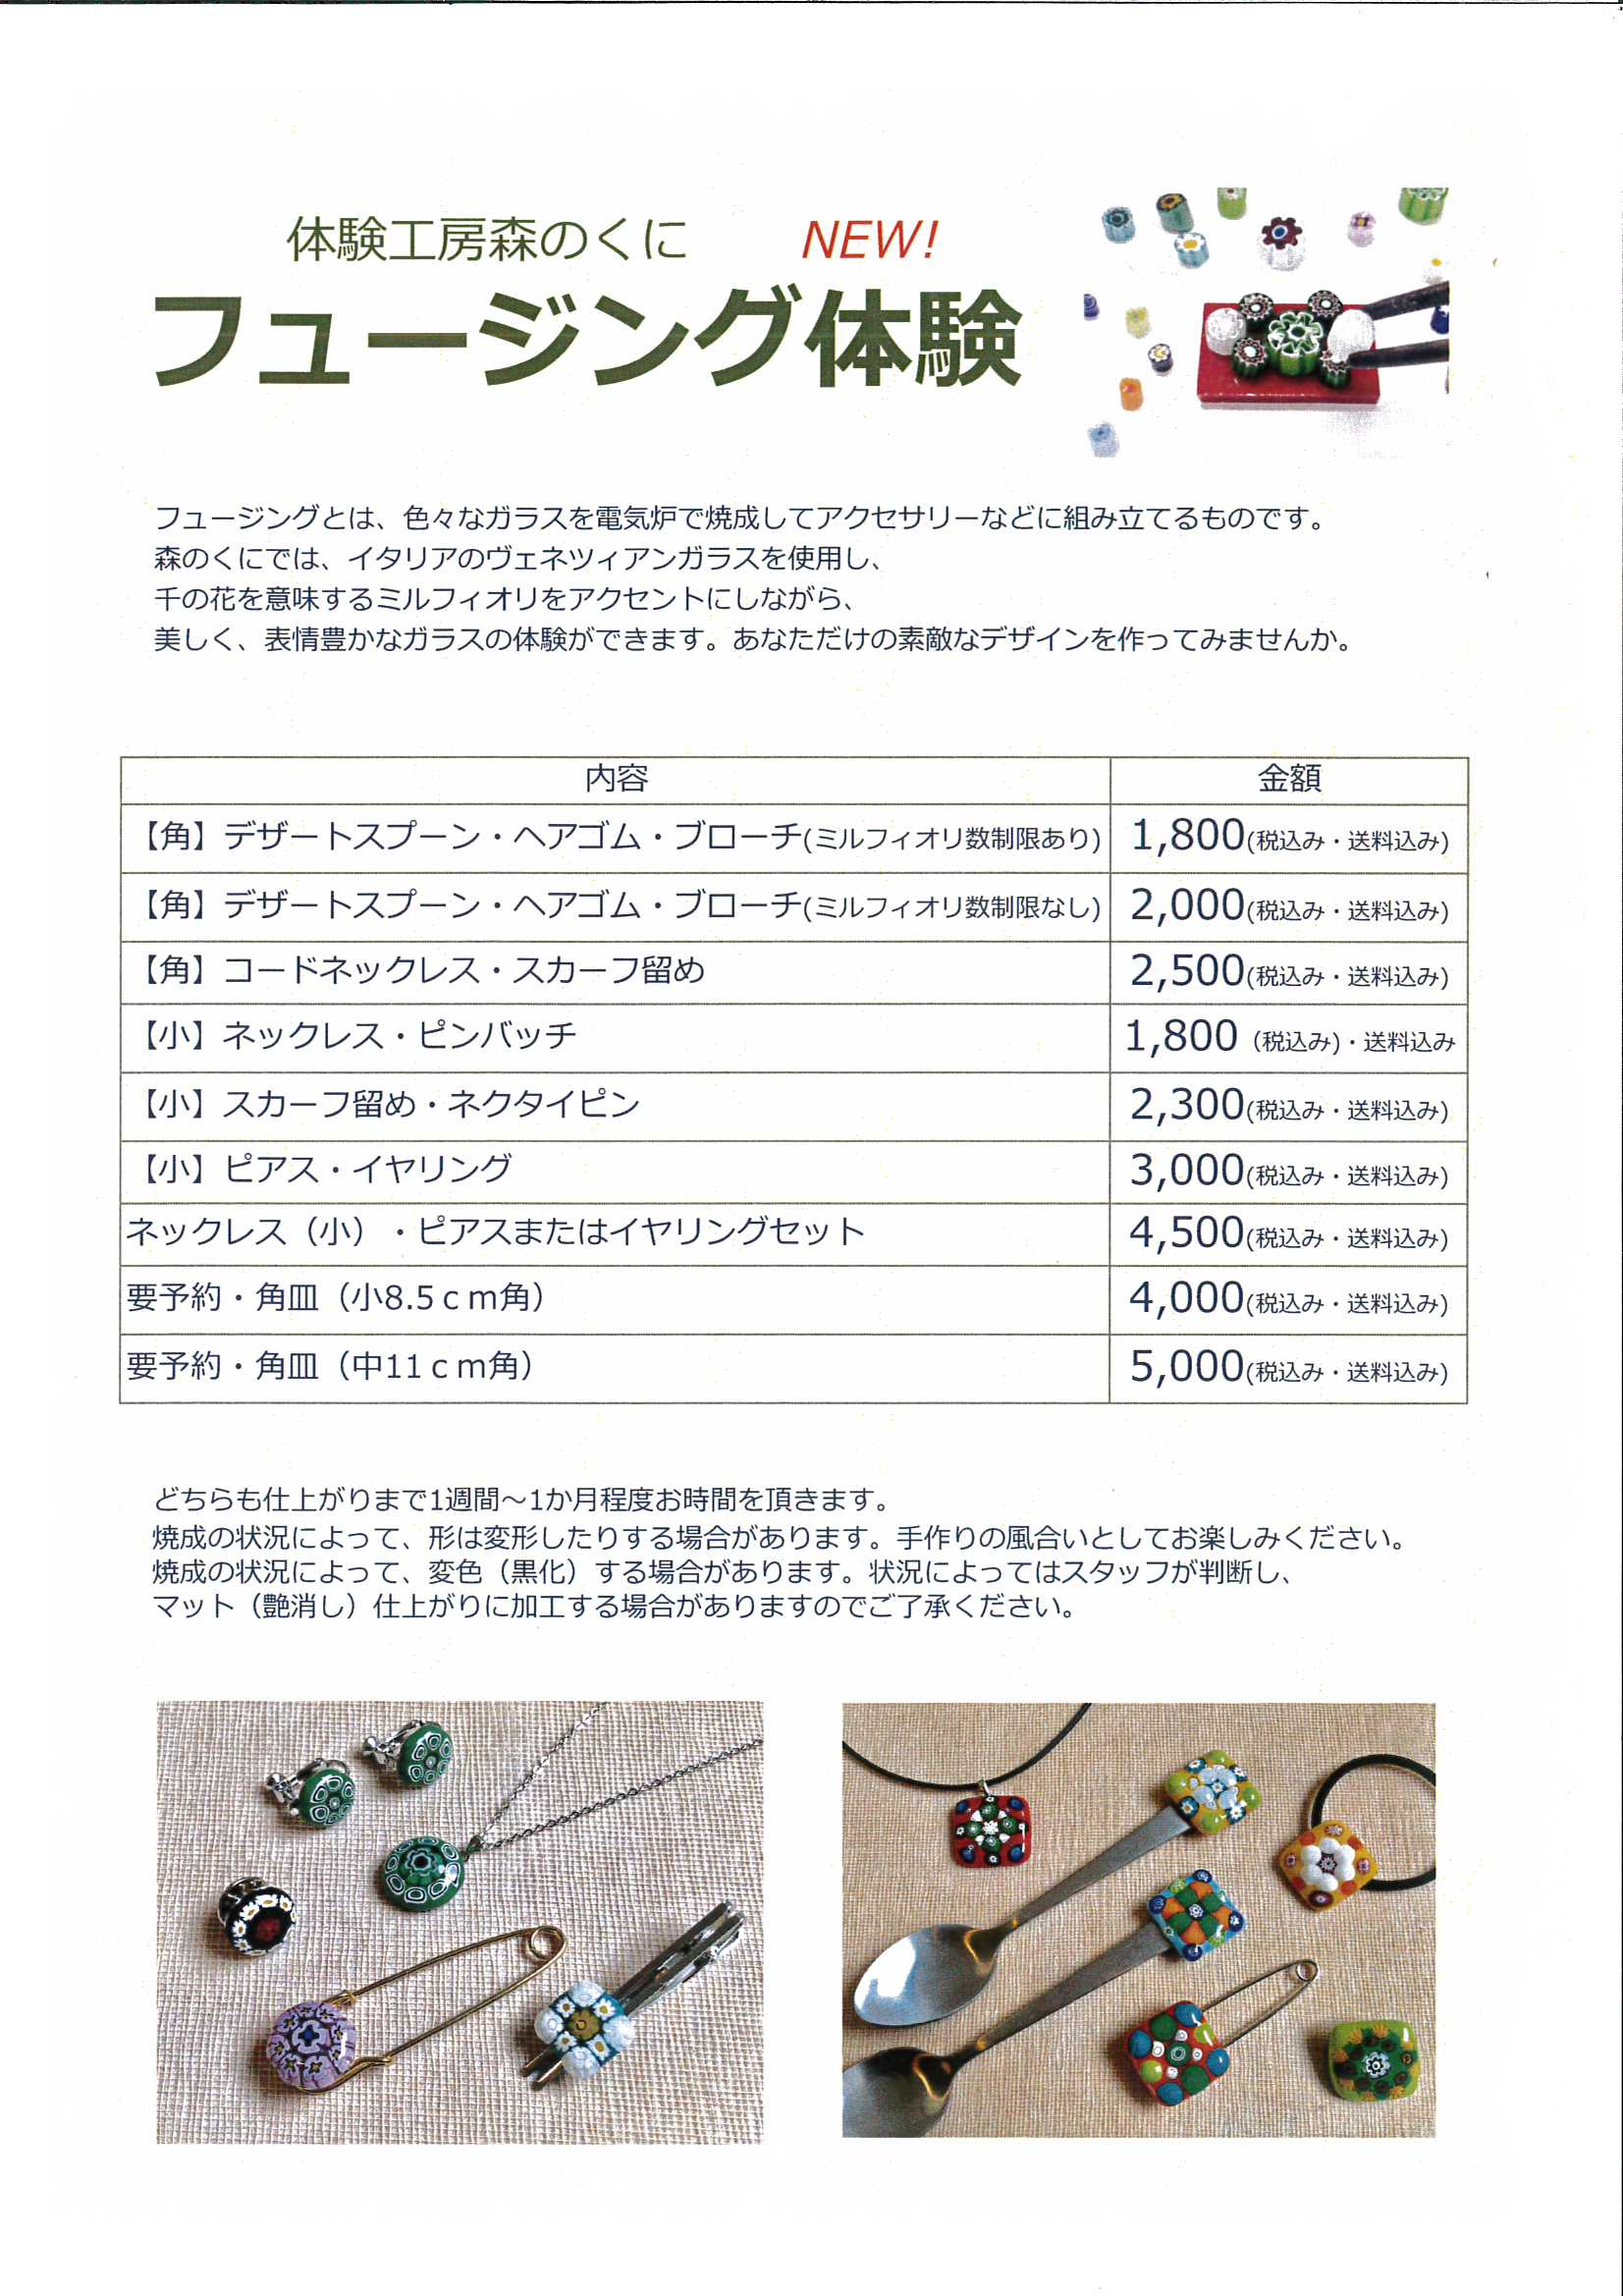 体験工房森のくに NEW!
フュージング体験
フュージングとは、色々なガラスを電気炉で焼成してアクセサリーなどに組み立てるものです。
森のくにでは、イタリアのヴェネツィアンガラスを使用し、
千の花を意味するミルフィオリをアクセントにしながら、
美しく、表情豊かなガラスの体験ができます。あなただけの素敵なデザインを作ってみませんか。
内容 金額
【角】デザートスプーン・ヘアゴム・ブローチ(ミルフィオリ数制限あり) 1,800(税込み・送料込み)
【角】デザートスプーン・ヘアゴム・ブローチ(ミルフィオリ数制限なし) 2,000(税込み・送料込み)
【角】コードネックレス・スカーフ留め 2,500(税込み・送料込み)
【小】ネックレス・ピンバッチ 1,800（税込み)・送料込み
【小】スカーフ留め・ネクタイピン 2,300(税込み・送料込み)
【小】ピアス・イヤリング 3,000(税込み・送料込み)
ネックレス（小）・ピアスまたはイヤリングセット 4,500(税込み・送料込み)
要予約・角皿（小8.5ｃｍ角） 4,000(税込み・送料込み)
要予約・角皿（中11ｃｍ角） 5,000(税込み・送料込み)
どちらも仕上がりまで1週間～1か月程度お時間を頂きます。
焼成の状況によって、形は変形したりする場合があります。手作りの風合いとしてお楽しみください。
焼成の状況によって、変色（黒化）する場合があります。状況によってはスタッフが判断し、
マット（艶消し）仕上がりに加工する場合がありますのでご了承ください。